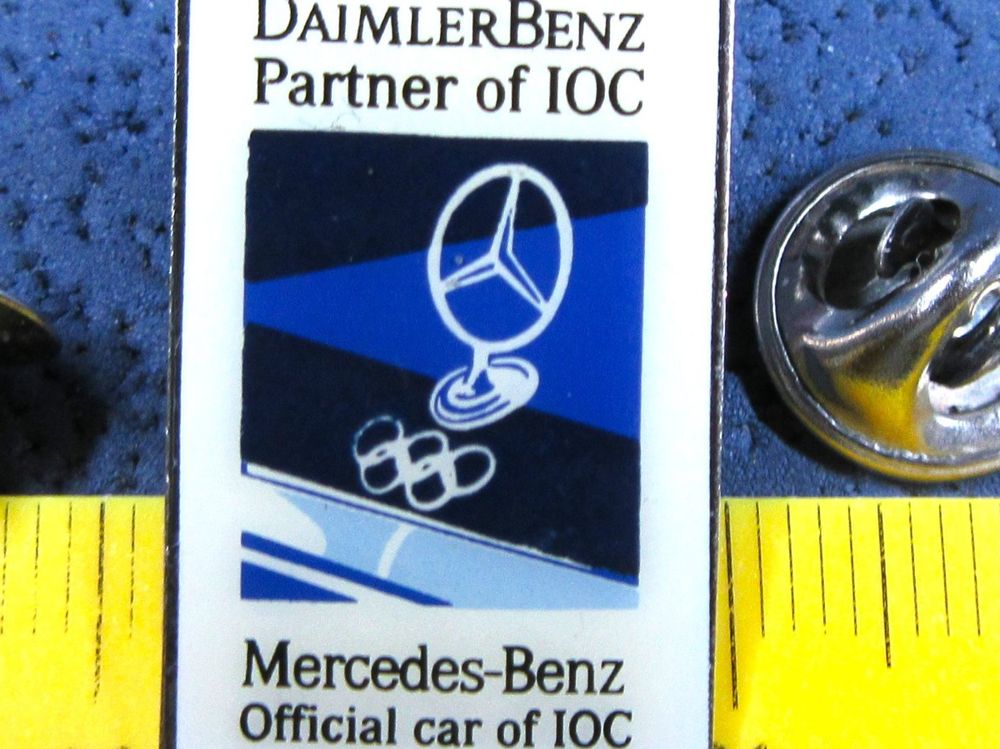 DAIMLERBENZ
Partner of IOC
Mercedes-Benz
Official car of IOC